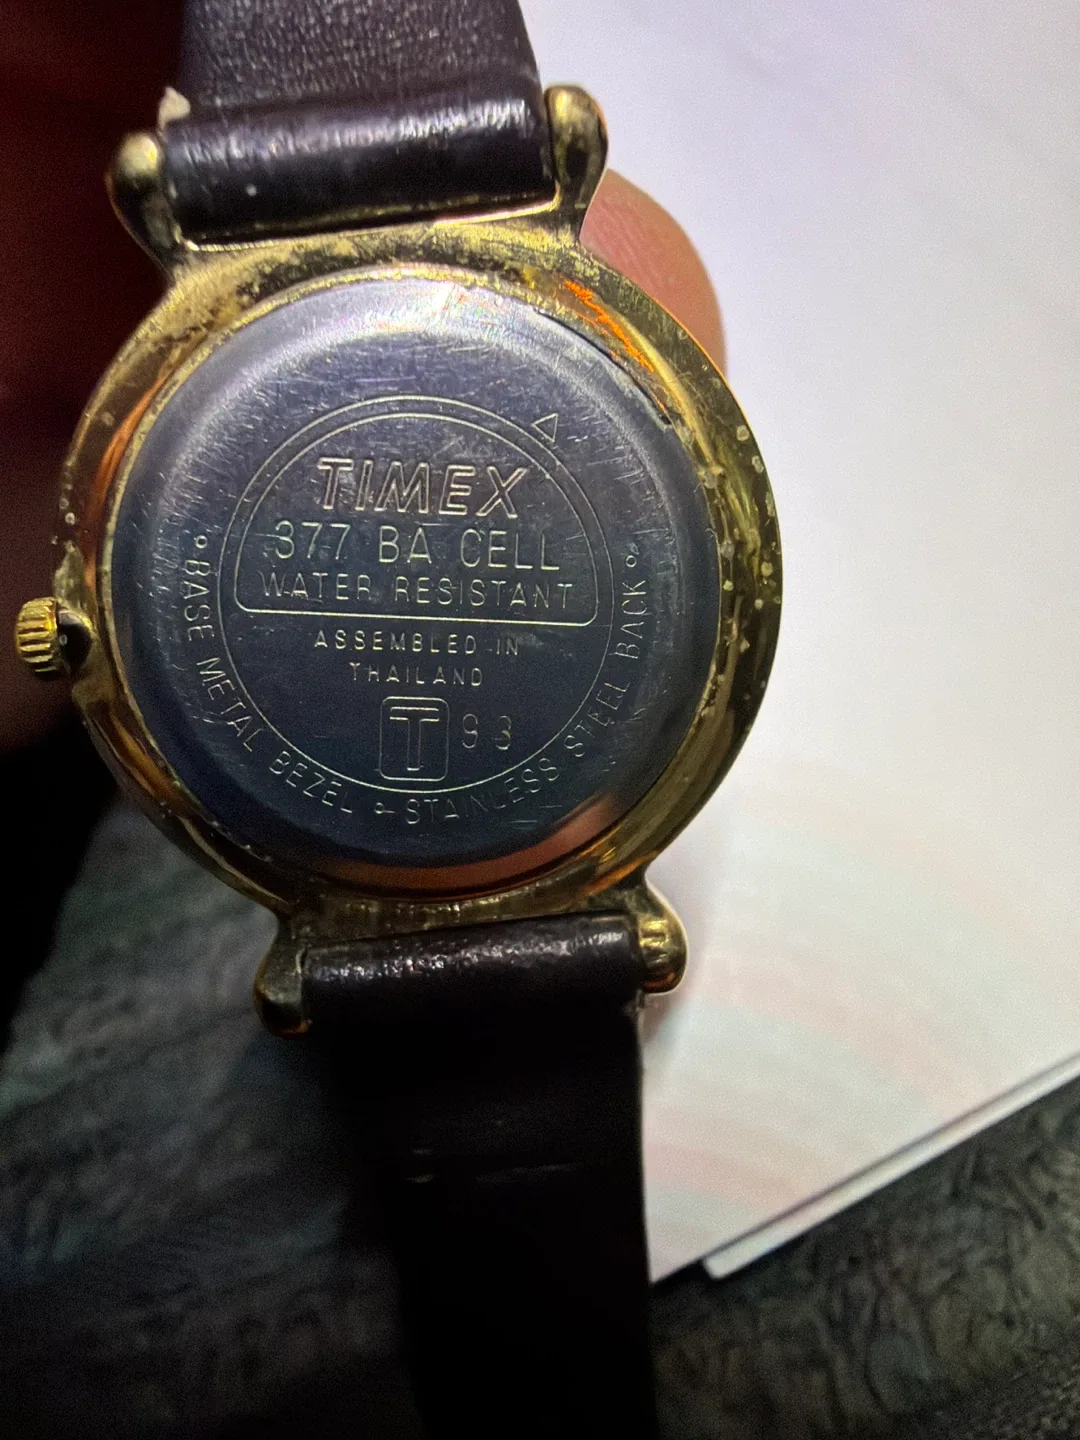 TIMEX
377 BA CELL
WATER RESISTANT
ASSEMBLED IN
THAILAND
T 93
BASE METAL BEZEL STAINLESS STEEL BACK